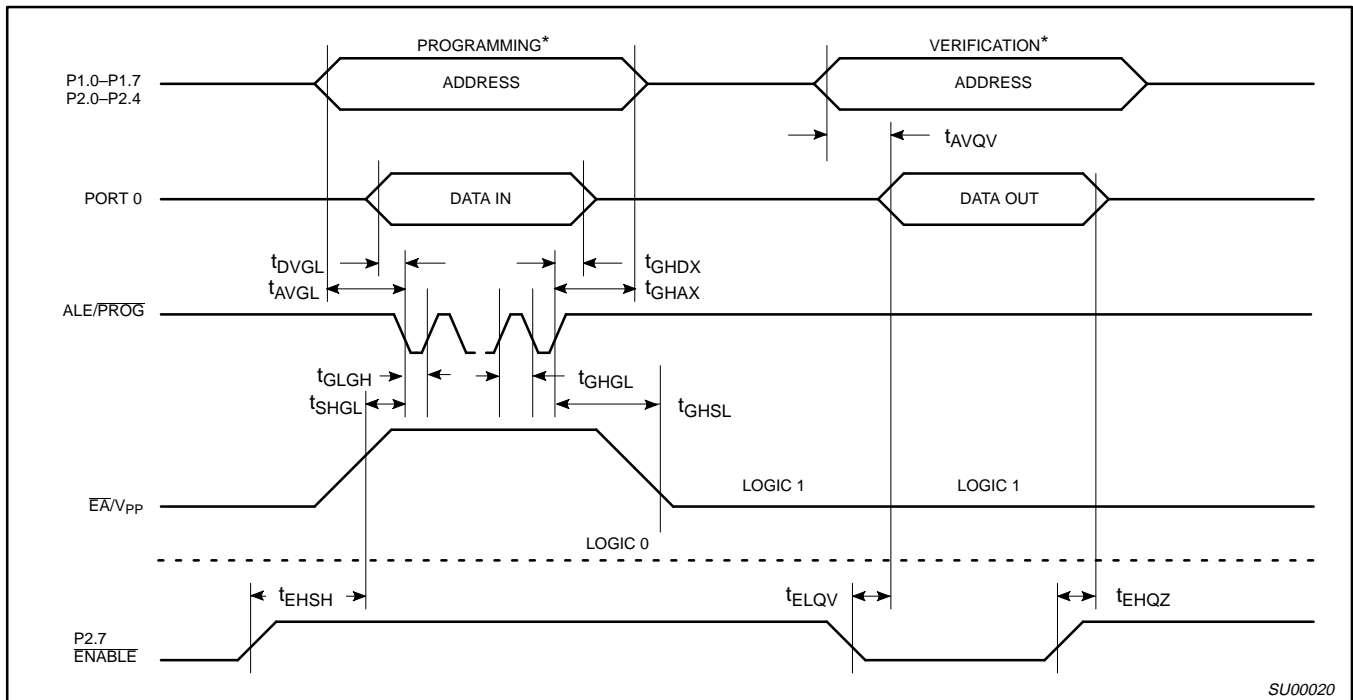 PROGRAMMING* VERIFICATION*
P1.0–P1.7
P2.0–P2.4
ADDRESS ADDRESS
tAVQV
PORT 0 DATA IN DATA OUT
tDVGL tGHDX
tAVGL tGHAX
ALE/PROG
tGLGH tGHGL
tSHGL tGHSL
EA/VPP LOGIC 1 LOGIC 1
LOGIC 0
tEHSH tELQV tEHQZ
P2.7
ENABLE
SU00020